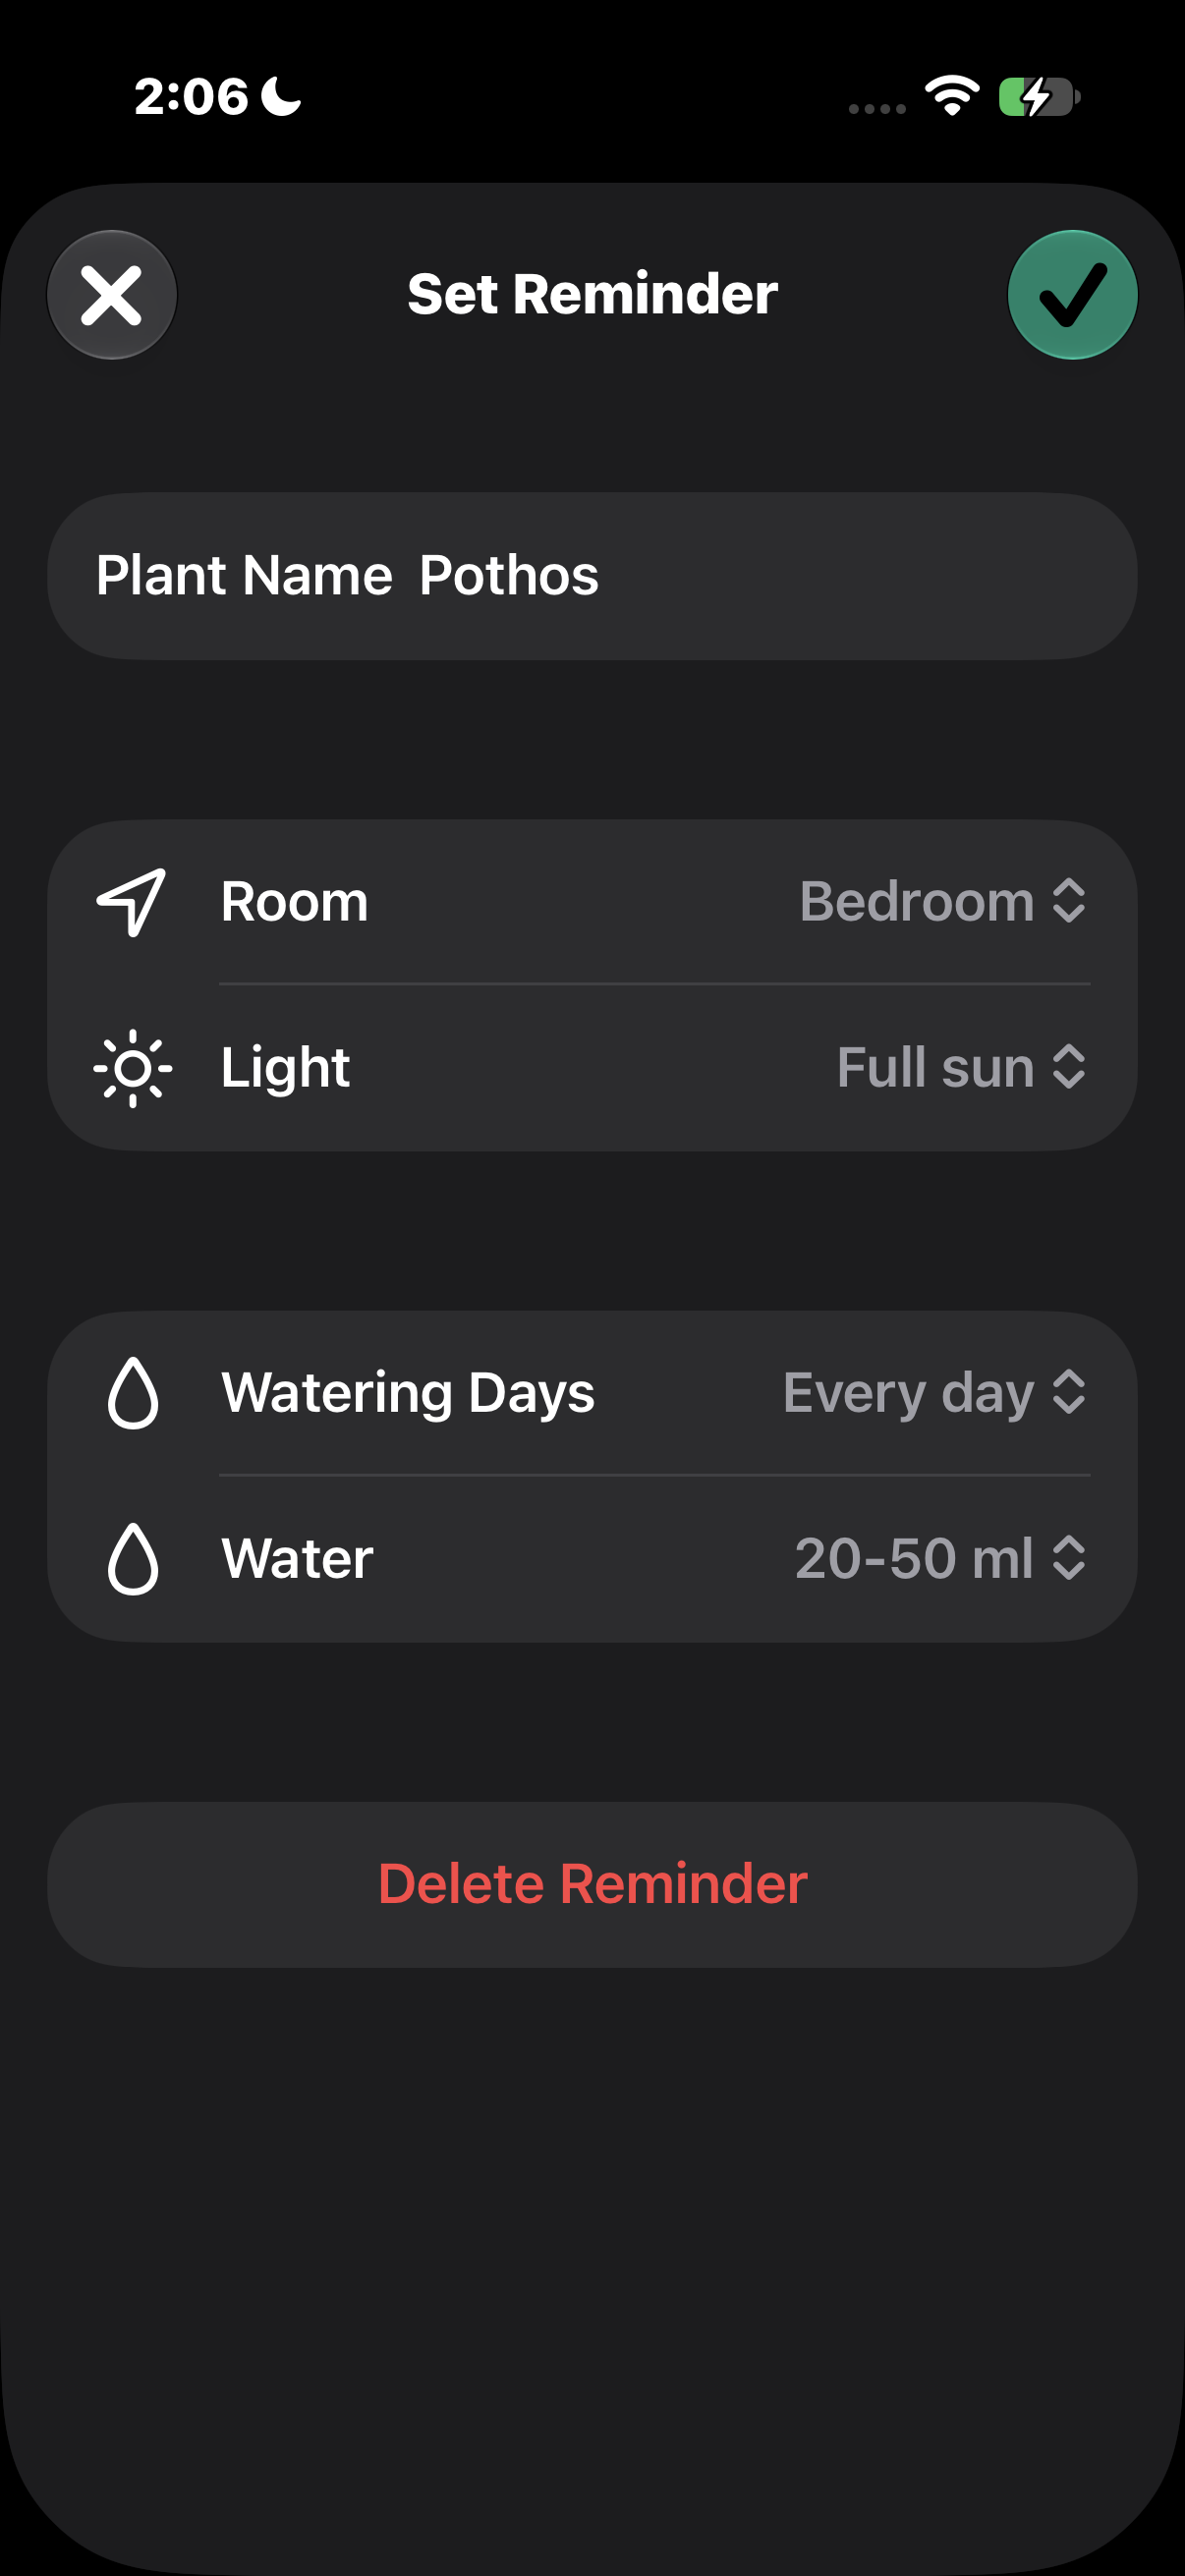 2:06
Set Reminder
Plant Name Pothos
Room Bedroom
Light Full sun
Watering Days Every day
Water 20-50 ml
Delete Reminder